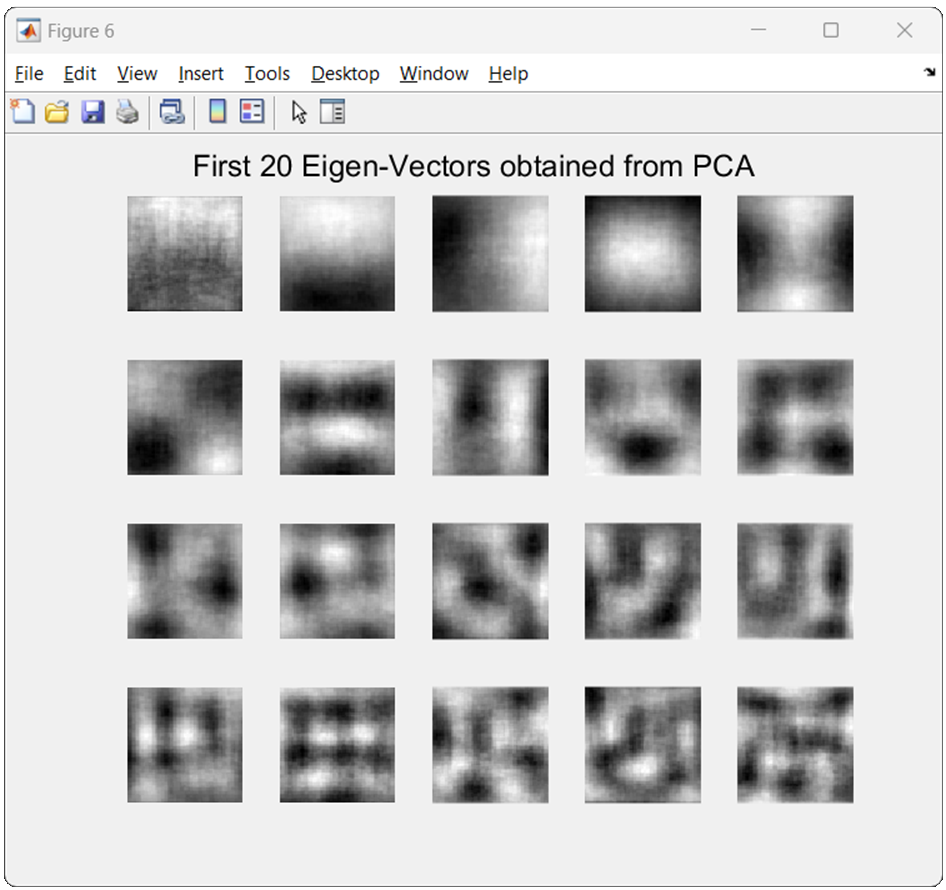 Figure 6
File Edit View Insert Tools Desktop Window Help
First 20 Eigen-Vectors obtained from PCA